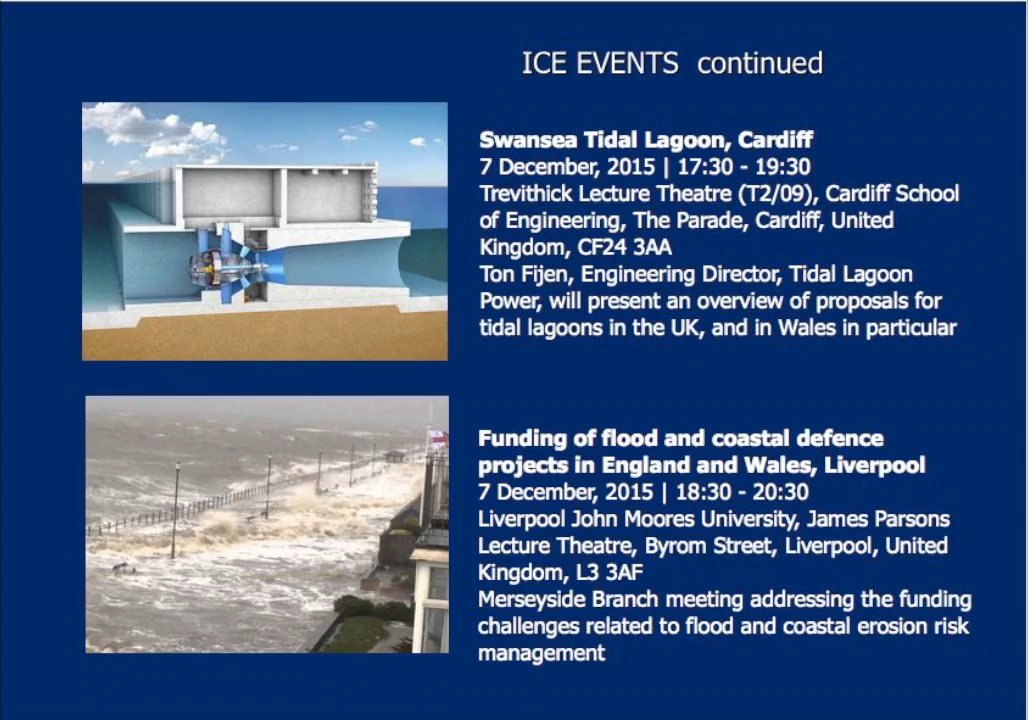 ICE EVENTS continued
Swansea Tidal Lagoon, Cardiff
7 December, 2015 | 17:30 - 19:30
Trevithick Lecture Theatre (T2/09), Cardiff School
of Engineering, The Parade, Cardiff, United
Kingdom, CF24 3AA
Ton Fijen, Engineering Director, Tidal Lagoon
Power, will present an overview of proposals for
tidal lagoons in the UK, and in Wales in particular
Funding of flood and coastal defence
projects in England and Wales, Liverpool
7 December, 2015 | 18:30 - 20:30
Liverpool John Moores University, James Parsons
Lecture Theatre, Byrom Street, Liverpool, United
Kingdom, L3 3AF
Merseyside Branch meeting addressing the funding
challenges related to flood and coastal erosion risk
management